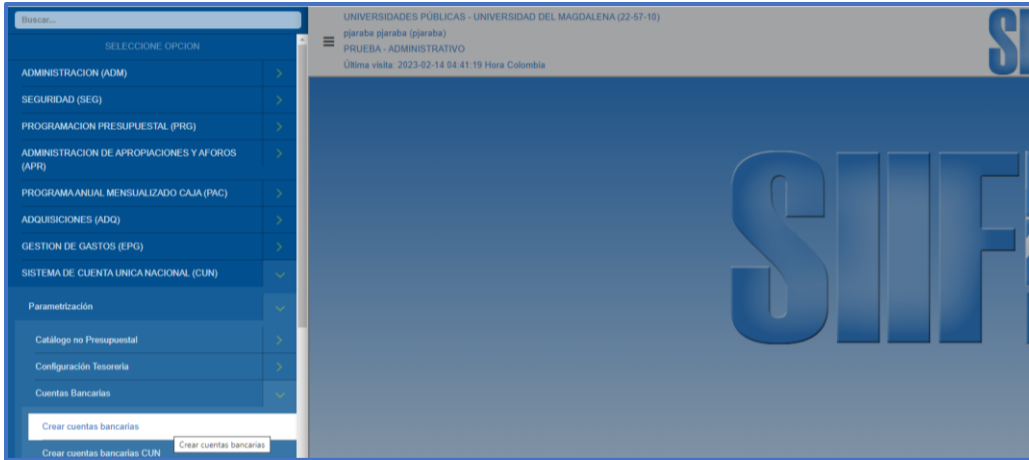 Buscar...
SELECCIONE OPCION
ADMINISTRACION (ADM)
SEGURIDAD (SEG)
PROGRAMACION PRESUPUESTAL (PRG)
ADMINISTRACION DE APROPIACIONES Y AFOROS
(APR)
PROGRAMA ANUAL MENSUALIZADO CAJA (PAC)
ADQUISICIONES (ADQ)
GESTION DE GASTOS (EPG)
SISTEMA DE CUENTA UNICA NACIONAL (CUN)
Parametrización
Catálogo no Presupuestal
Configuración Tesoreria
Cuentas Bancarias
Crear cuentas bancarias
Crear cuentas bancarias
Crear cuentas bancarias CUN
UNIVERSIDADES PÚBLICAS - UNIVERSIDAD DEL MAGDALENA (22-57-10)
pjaraba pjaraba (pjaraba)
PRUEBA - ADMINISTRATIVO
Última visita: 2023-02-14 04:41:19 Hora Colombia
SI
SIIF